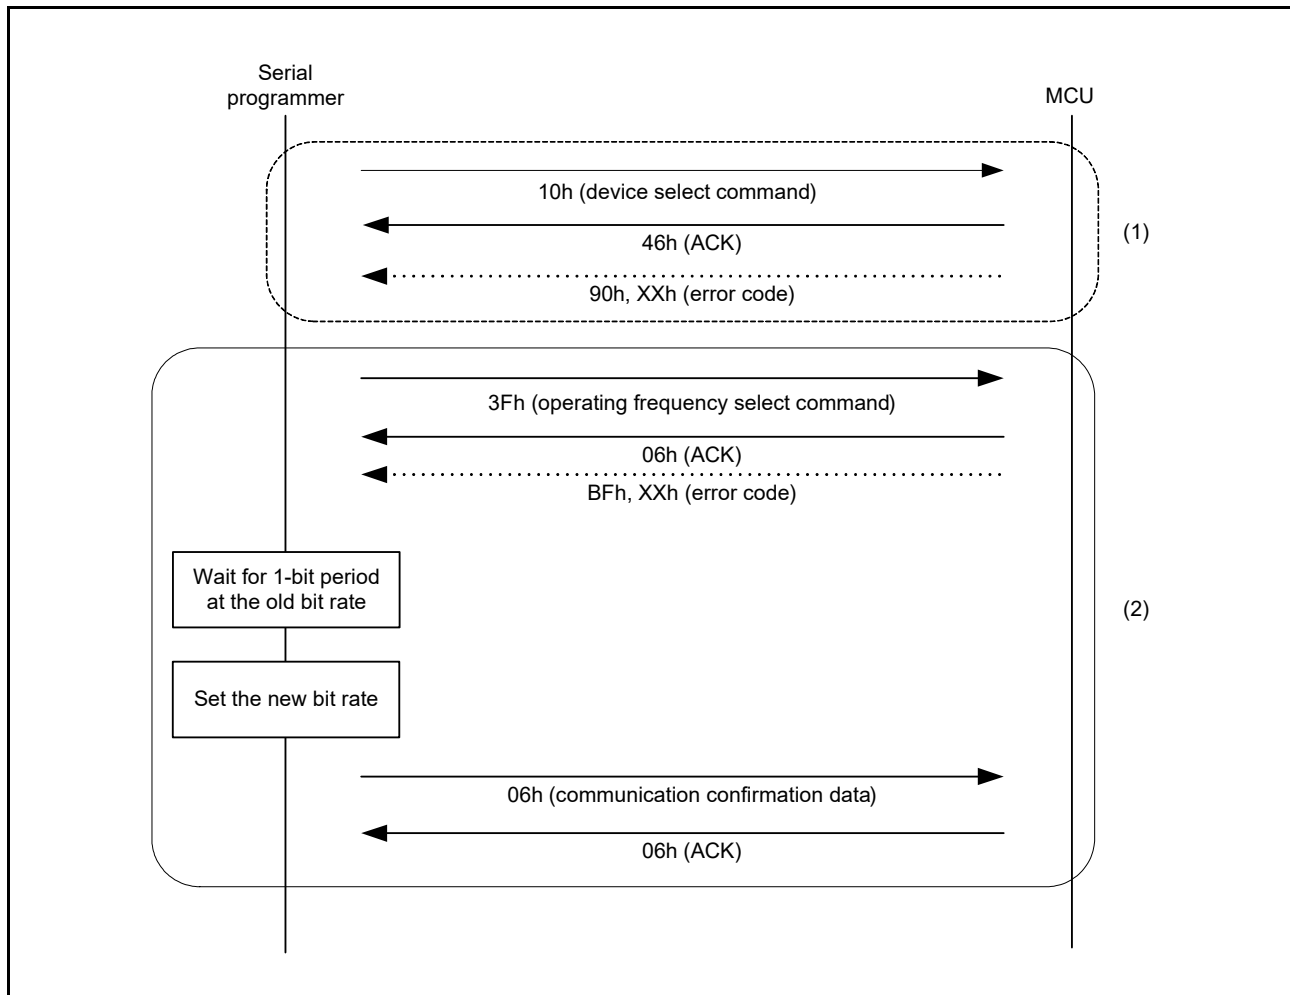 Serial
programmer
MCU
10h (device select command)
46h (ACK)
90h, XXh (error code)
(1)
3Fh (operating frequency select command)
06h (ACK)
BFh, XXh (error code)
Wait for 1-bit period
at the old bit rate
(2)
Set the new bit rate
06h (communication confirmation data)
06h (ACK)